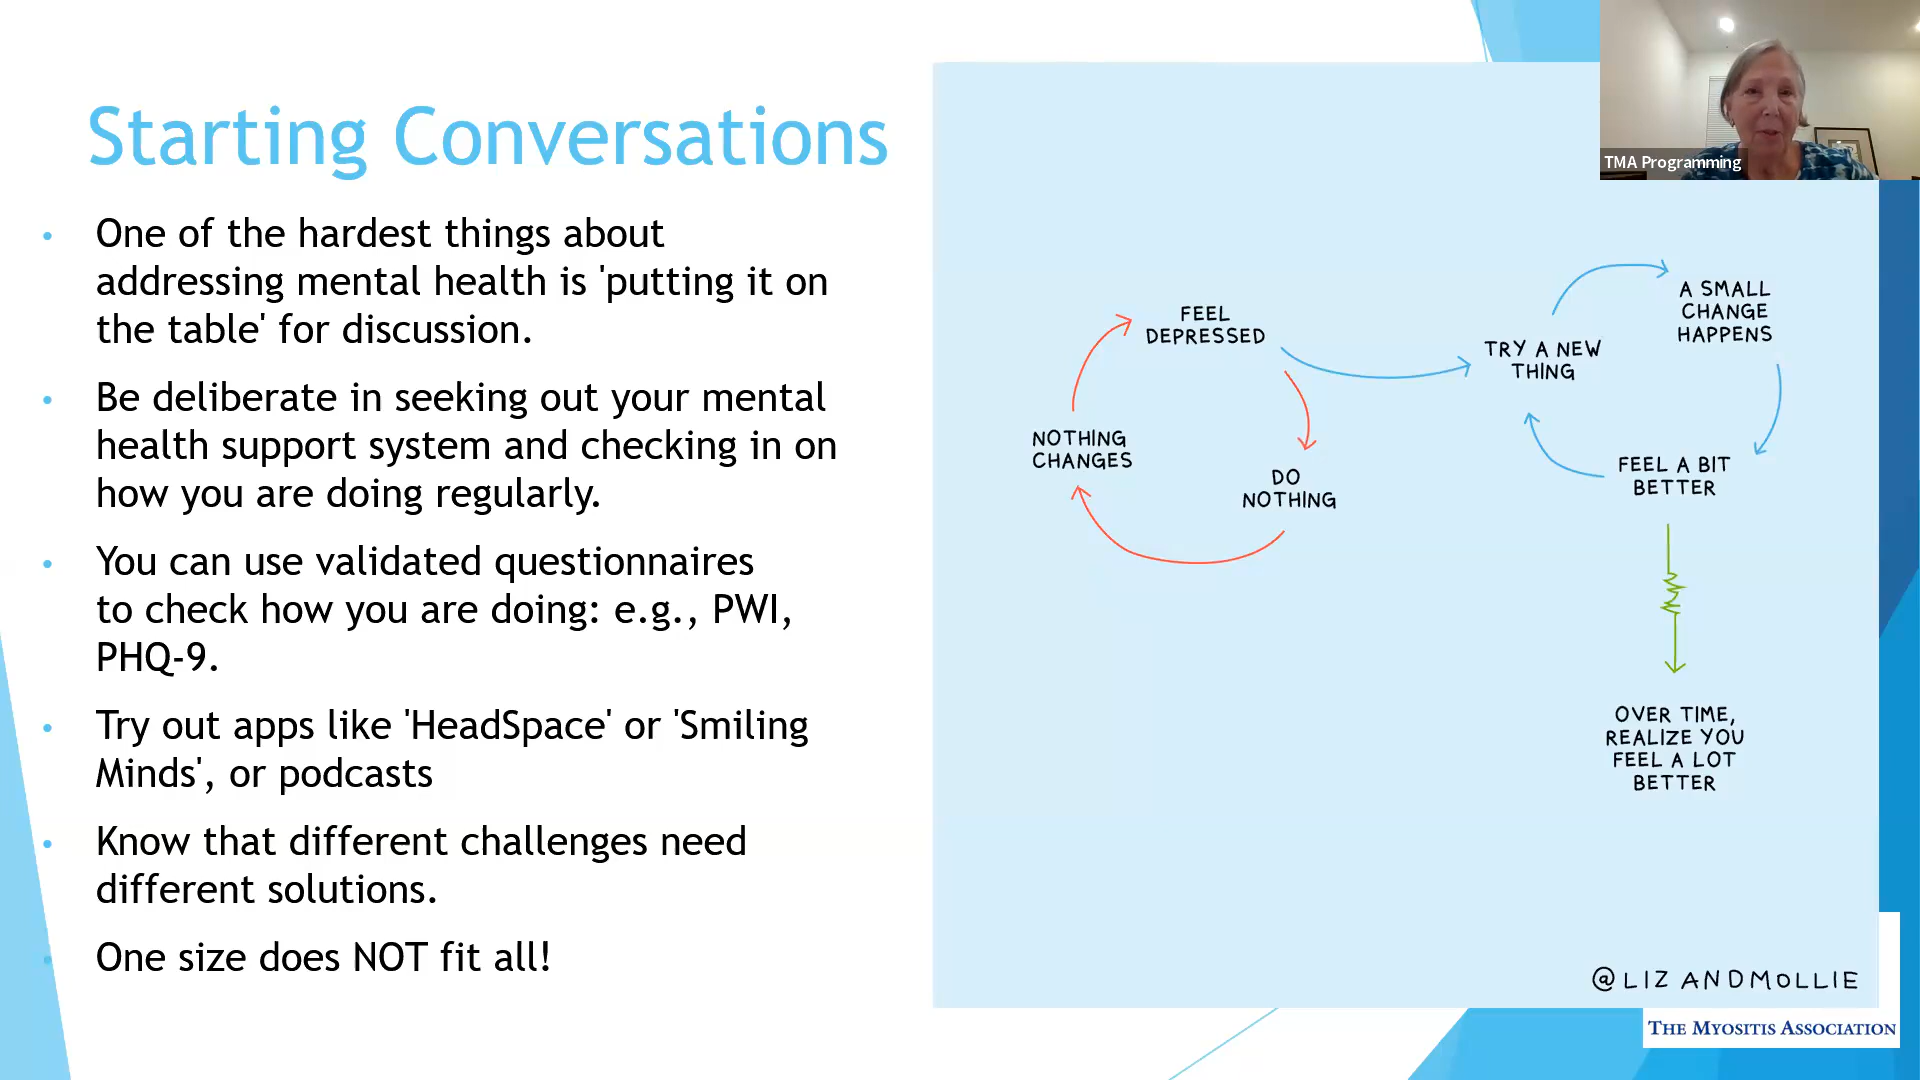 Starting Conversations
One of the hardest things about
addressing mental health is 'putting it on
the table' for discussion.
Be deliberate in seeking out your mental
health support system and checking in on
how you are doing regularly.
You can use validated questionnaires
to check how you are doing: e.g., PWI,
PHQ-9.
Try out apps like 'HeadSpace' or 'Smiling
Minds', or podcasts
Know that different challenges need
different solutions.
One size does NOT fit all!
FEEL
DEPRESSED
DO
NOTHING
NOTHING
CHANGES
TRY A NEW
THING
A SMALL
CHANGE
HAPPENS
FEEL A BIT
BETTER
OVER TIME,
REALIZE YOU
FEEL A LOT
BETTER
@LIZANDMOLLIE
THE MYOSITIS ASSOCIATION
TMA Programming